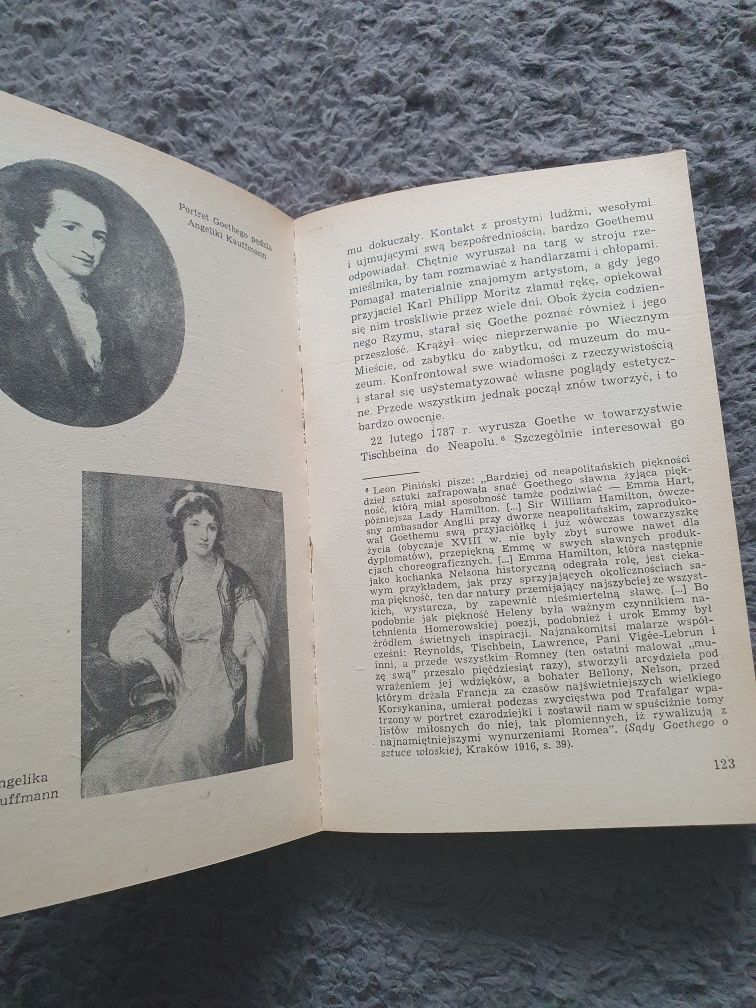 Portret Goethego pędzla
Angeliki Kauffmann
ngelika
uffmann
mu dokuczały. Kontakt z prostymi ludźmi, wesołymi
i ujmującymi swą bezpośredniością, bardzo Goethemu
odpowiadał. Chętnie wyruszał na targ w stroju rze-
mieślnika, by tam rozmawiać z handlarzami i chłopami.
Pomagał materialnie znajomym artystom, a gdy jego
przyjaciel Karl Philipp Moritz złamał rękę, opiekował
się nim troskliwie przez wiele dni. Obok życia codzien-
nego Rzymu, starał się Goethe poznać również i jego
przeszłość. Krążył więc nieprzerwanie po Wiecznym
Mieście, od zabytku do zabytku, od muzeum do mu-
zeum. Konfrontował swe wiadomości z rzeczywistością
i starał się usystematyzować własne poglądy estetycz-
ne. Przede wszystkim jednak począł znów tworzyć, i to
bardzo owocnie.
22 lutego 1787 r. wyrusza Goethe w towarzystwie
Tischbeina do Neapolu. ⁶ Szczególnie interesował go
⁶ Leon Piniński pisze: „Bardziej od neapolitańskich piękności
dzieł sztuki zafrapowała snać Goethego sławna żyjąca pięk-
ność, którą miał sposobność tamże podziwiać — Emma Hart,
późniejsza Lady Hamilton. [...] Sir William Hamilton, ówcze-
sny ambasador Anglii przy dworze neapolitańskim, zaproduko-
wał Goethemu swą przyjaciółkę i już wówczas towarzyszkę
życia (obyczaje XVIII w. nie były zbyt surowe nawet dla
dyplomatów), przepiękną Emmę w swych sławnych produk-
cjach choreograficznych. [...] Emma Hamilton, która następnie
jako kochanka Nelsona historyczną odegrała rolę, jest cieka-
wym przykładem, jak przy sprzyjających okolicznościach sa-
ma piękność, ten dar natury przemijający najszybciej ze wszyst-
kich, wystarcza, by zapewnić nieśmiertelną sławę. [...] Bo
podobnie jak piękność Heleny była ważnym czynnikiem na-
tchnienia Homerowskiej poezji, podobnież i urok Emmy był
źródłem świetnych inspiracji. Najznakomitsi malarze współ-
cześni: Reynolds, Tischbein, Lawrence, Pani Vigée-Lebrun i
inni, a przede wszystkim Romney (ten ostatni malował „mu-
zę swą" przeszło pięćdziesiąt razy), stworzyli arcydzieła pod
wrażeniem jej wdzięków, a bohater Bellony, Nelson, przed
którym drżała Francja za czasów najświetniejszych wielkiego
Korsykanina, umierał podczas zwycięstwa pod Trafalgar wpa-
trzony w portret czarodziejki i zostawił nam w spuściźnie tomy
listów miłosnych do niej, tak płomiennych, iż rywalizują z
najnamiętniejszymi wynurzeniami Romea". (Sądy Goethego o
sztuce włoskiej, Kraków 1916, s. 39).
123